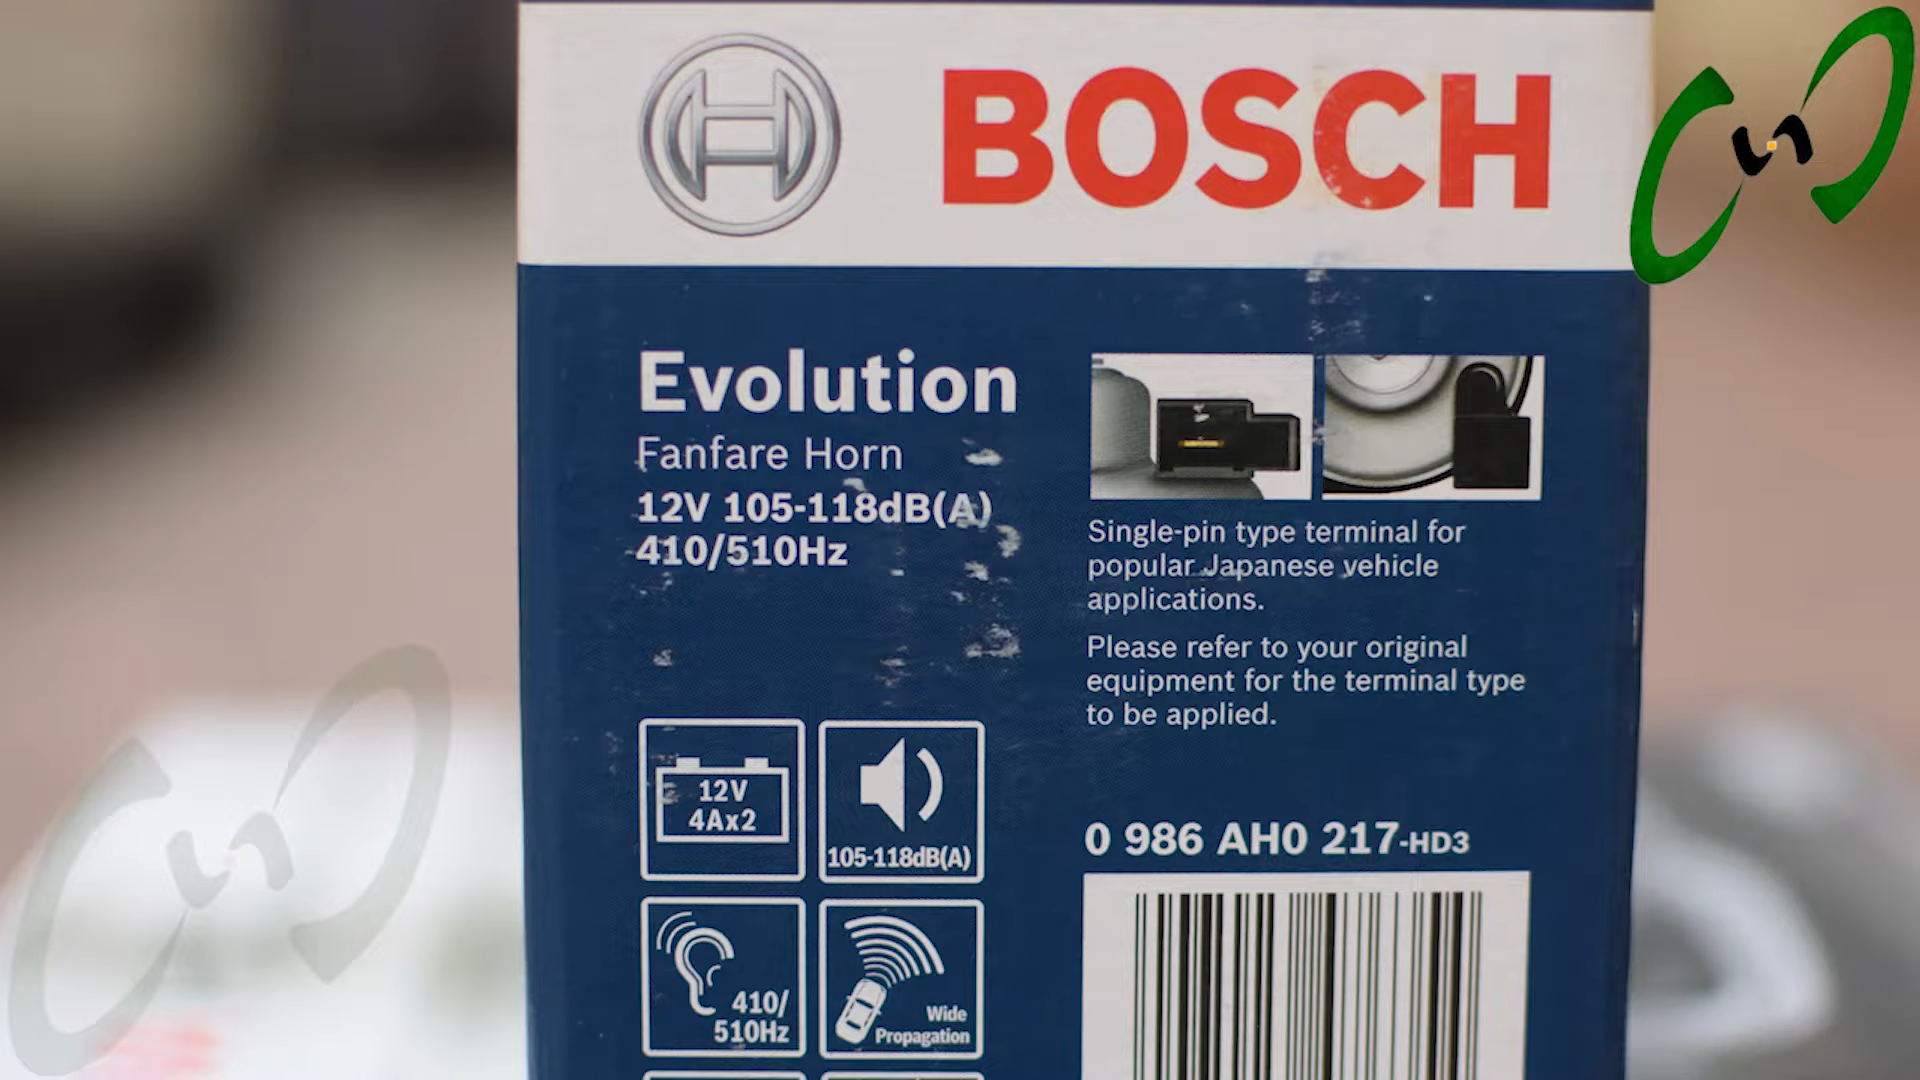 BOSCH
Evolution
Fanfare Horn
12V 105-118dB(A)
410/510Hz
Single-pin type terminal for
popular Japanese vehicle
applications.
Please refer to your original
equipment for the terminal type
to be applied.
12V
4Ax2
105-118dB(A)
410/
510Hz
Wide
Propagation
0 986 AH0 217-HD3